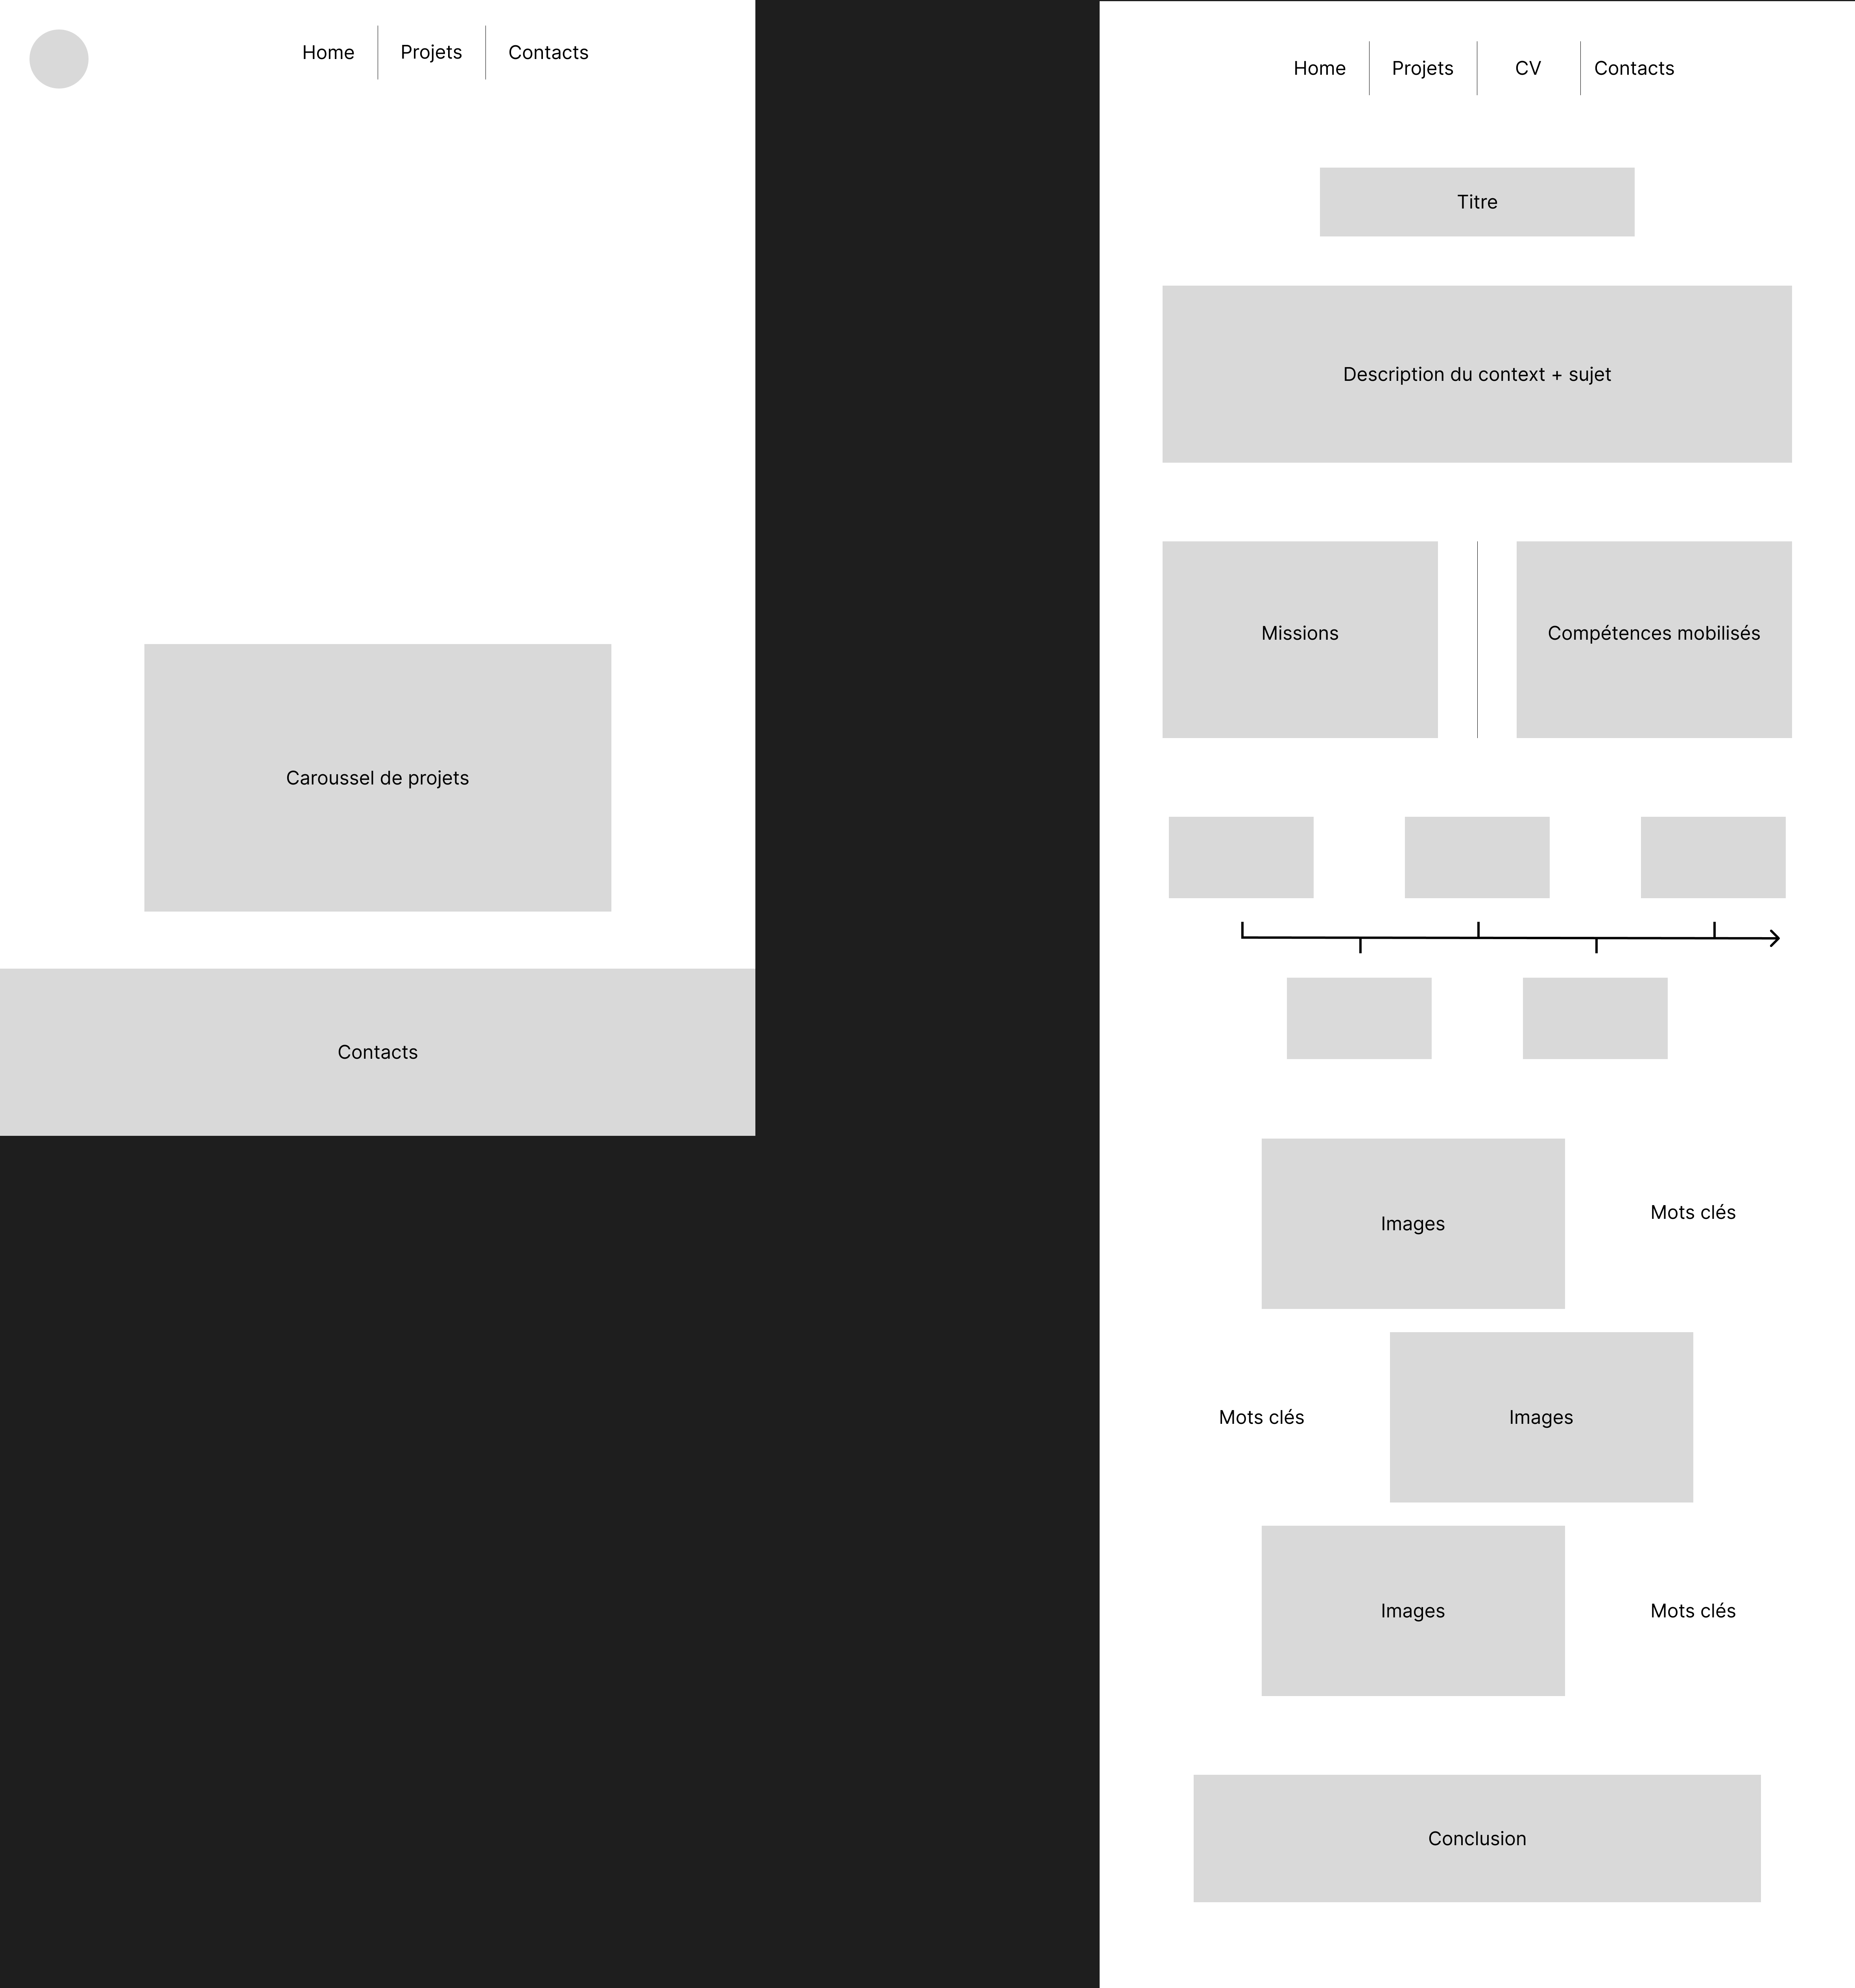 Home
Projets
Contacts
Caroussel de projets
Contacts
Home
Projets
CV
Contacts
Titre
Description du context + sujet
Missions
Compétences mobilisés
Images
Mots clés
Mots clés
Images
Images
Mots clés
Conclusion